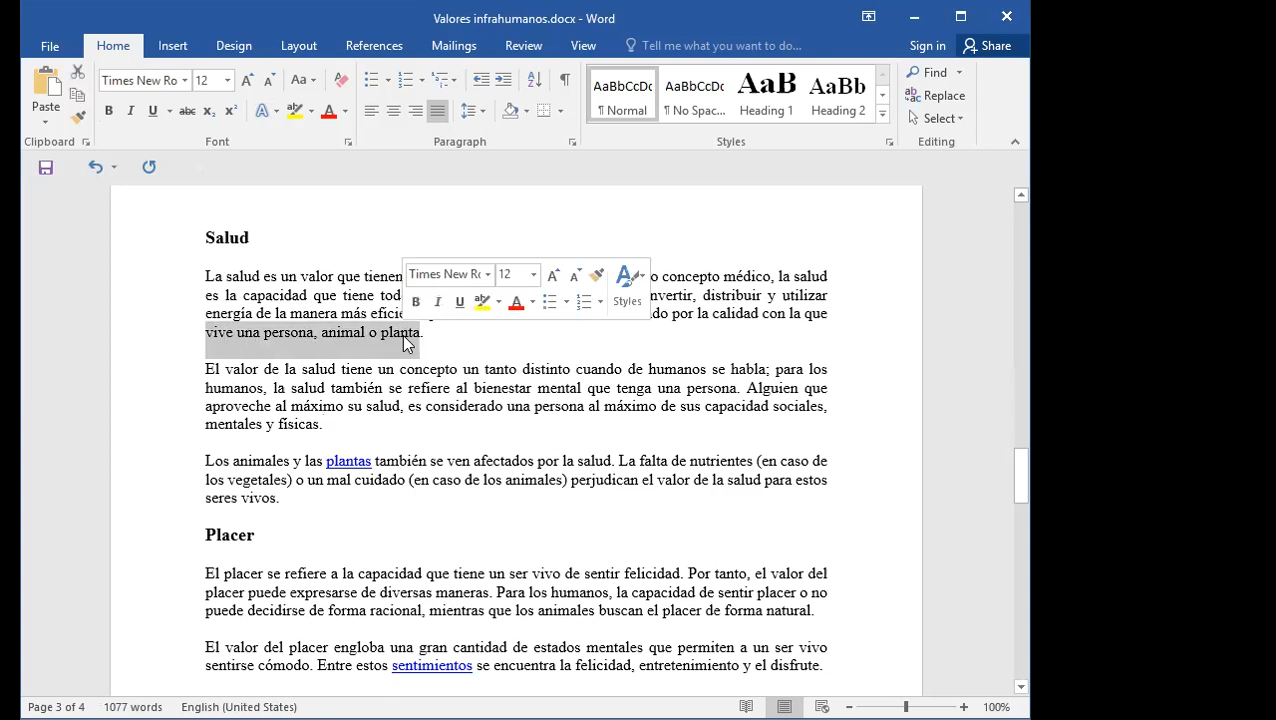 Valores infrahumanos.docx - Word
File Home Insert Design Layout References Mailings Review View Tell me what you want to do... Sign in Share
Paste Times New Ro 12 Aa AaBbCcDc AaBbCcDc AaB AaBb Find
B I U abc x₂ x² A ab A ¶ Normal ¶ No Spac... Heading 1 Heading 2 Replace
Select
Clipboard Font Paragraph Styles Editing
Salud
La salud es un valor que tienen o concepto médico, la salud
es la capacidad que tiene tod nvertir, distribuir y utilizar
energía de la manera más efici do por la calidad con la que
vive una persona, animal o planta.
Times New Ro 12 A A
B I U ab A Styles
El valor de la salud tiene un concepto un tanto distinto cuando de humanos se habla; para los
humanos, la salud también se refiere al bienestar mental que tenga una persona. Alguien que
aproveche al máximo su salud, es considerado una persona al máximo de sus capacidad sociales,
mentales y físicas.
Los animales y las plantas también se ven afectados por la salud. La falta de nutrientes (en caso de
los vegetales) o un mal cuidado (en caso de los animales) perjudican el valor de la salud para estos
seres vivos.
Placer
El placer se refiere a la capacidad que tiene un ser vivo de sentir felicidad. Por tanto, el valor del
placer puede expresarse de diversas maneras. Para los humanos, la capacidad de sentir placer o no
puede decidirse de forma racional, mientras que los animales buscan el placer de forma natural.
El valor del placer engloba una gran cantidad de estados mentales que permiten a un ser vivo
sentirse cómodo. Entre estos sentimientos se encuentra la felicidad, entretenimiento y el disfrute.
Page 3 of 4 1077 words English (United States) 100%